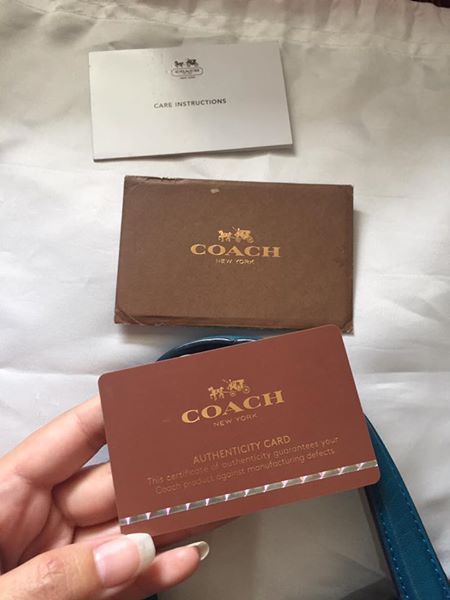 CARE INSTRUCTIONS
COACH
NEW YORK
COACH
NEW YORK
AUTHENTICITY CARD
This certificate of authenticity guarantees your
Coach product against manufacturing defects